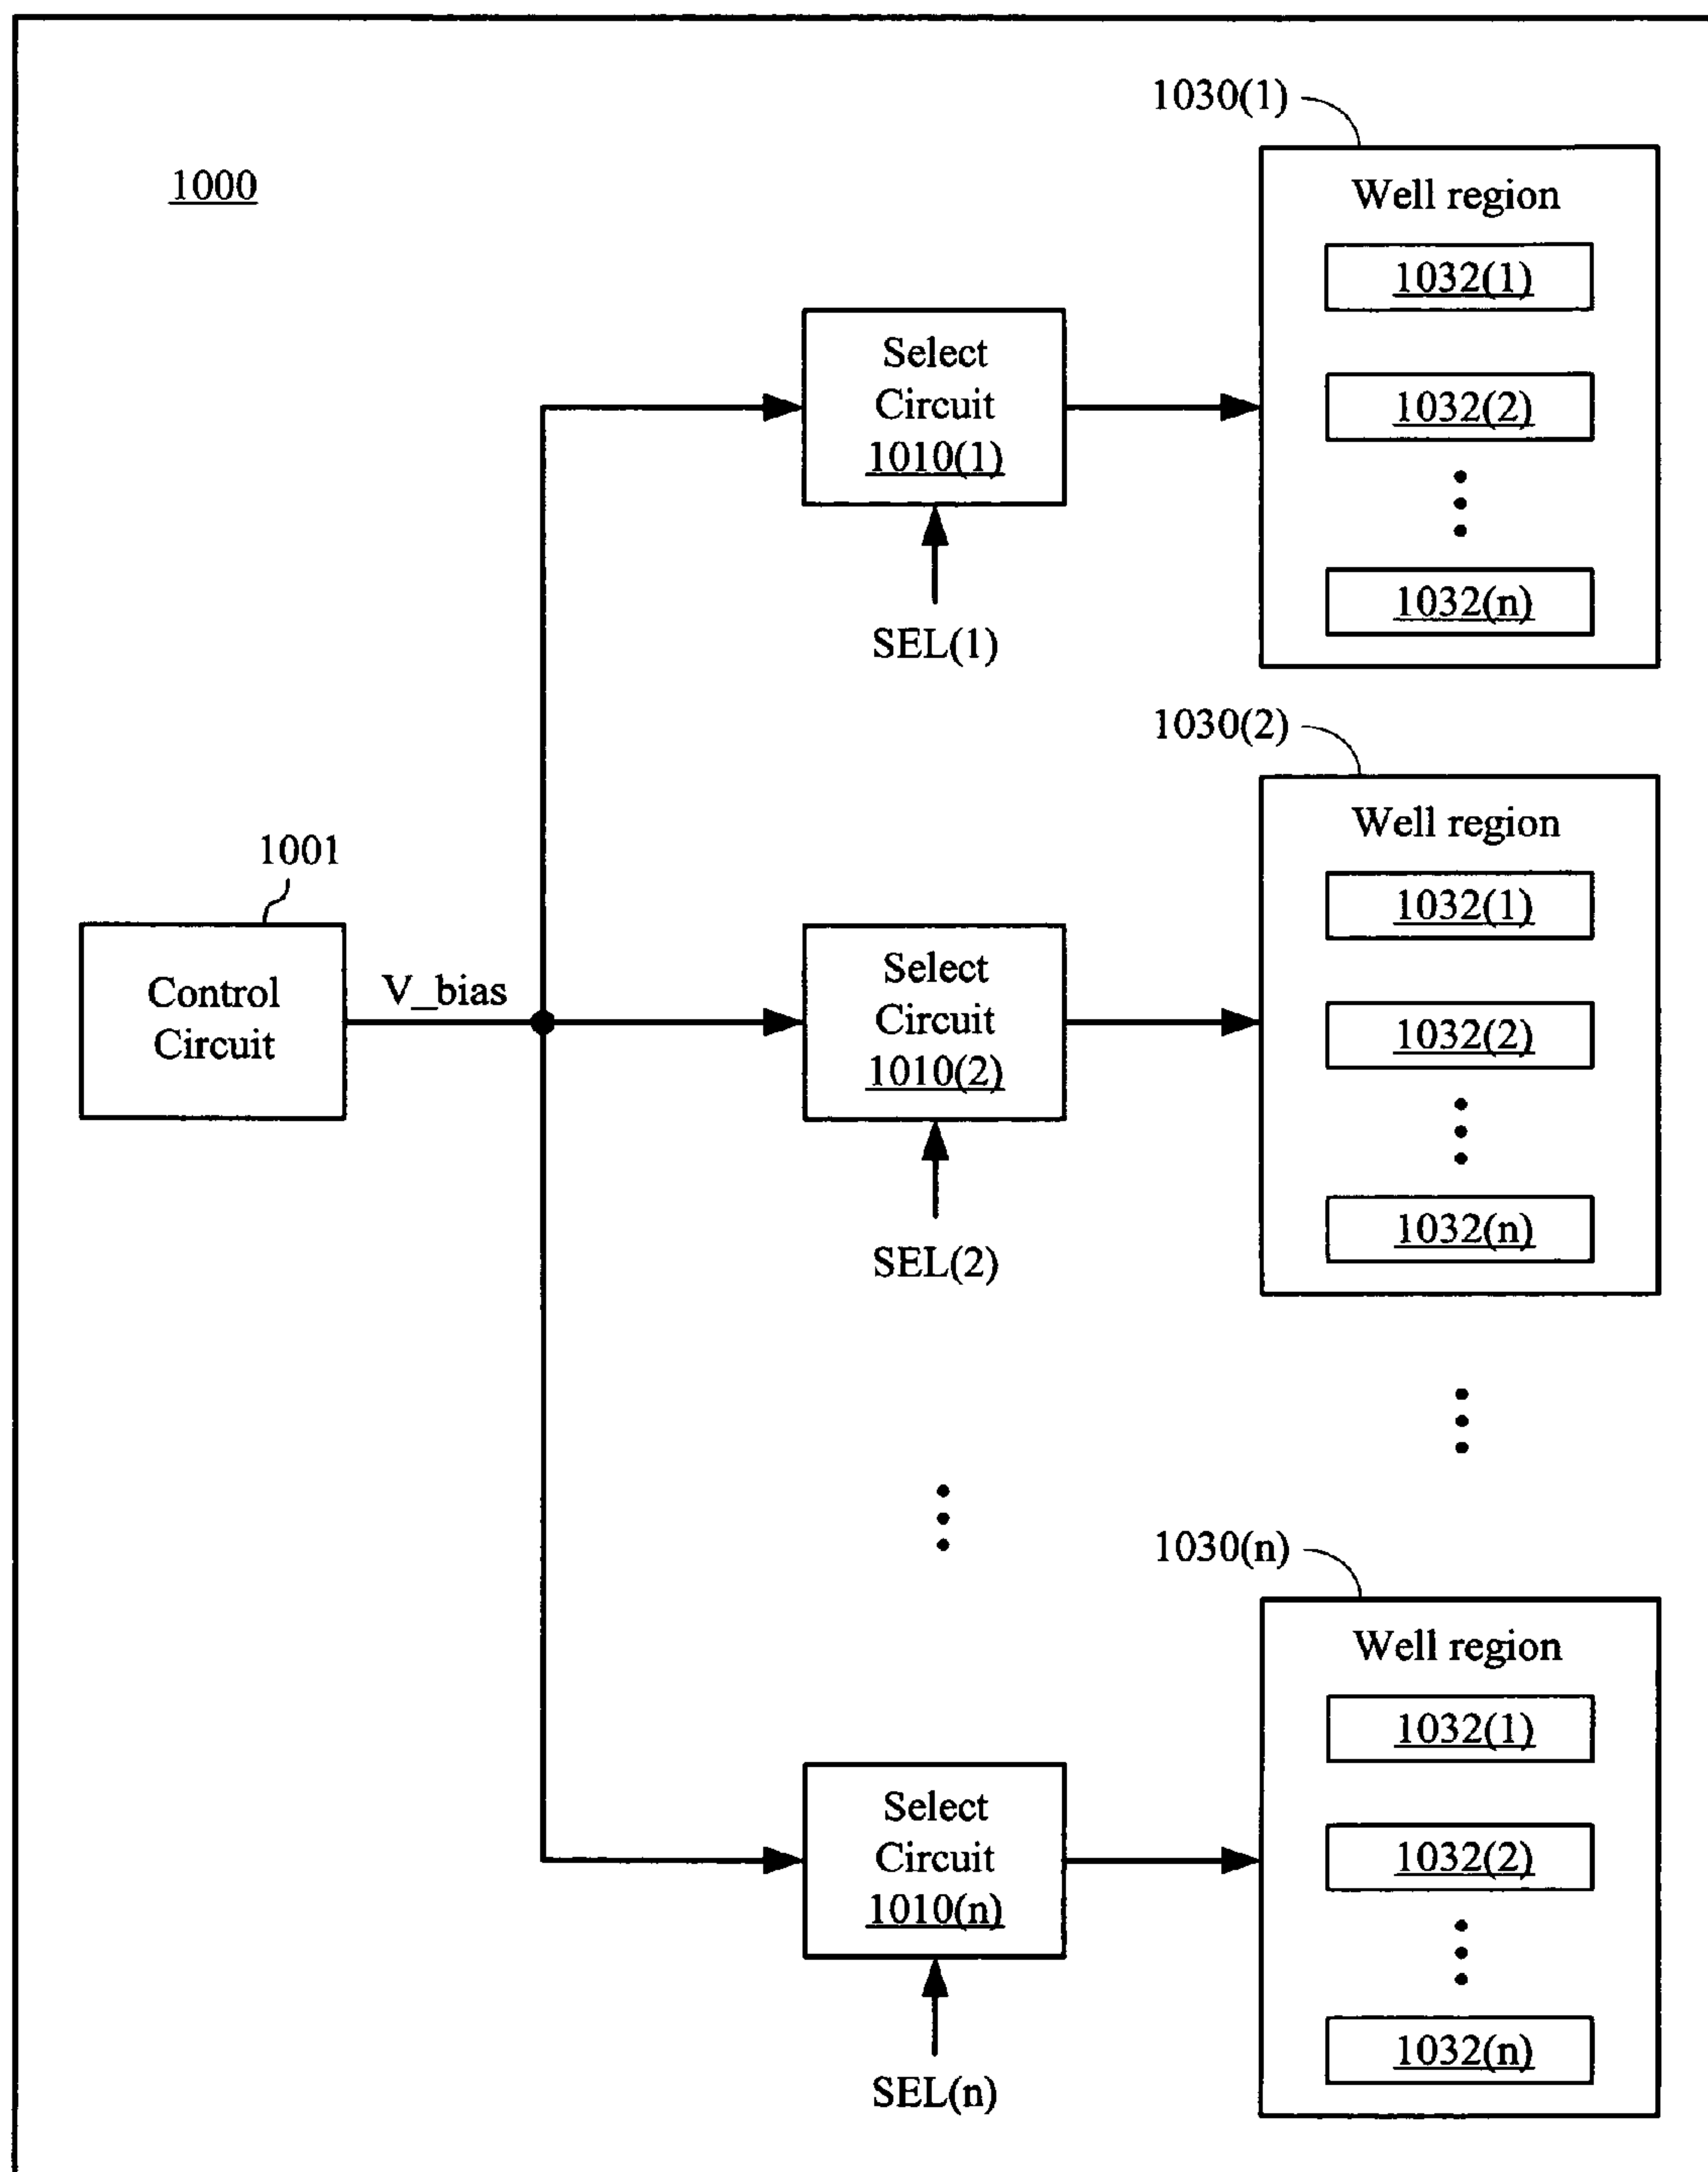 1000
1030(1)
Well region
1032(1)
1032(2)
1032(n)
Select
Circuit
1010(1)
SEL(1)
1030(2)
Well region
1032(1)
1032(2)
1032(n)
1001
Control
Circuit
V_bias
Select
Circuit
1010(2)
SEL(2)
1030(n)
Well region
1032(1)
1032(2)
1032(n)
Select
Circuit
1010(n)
SEL(n)